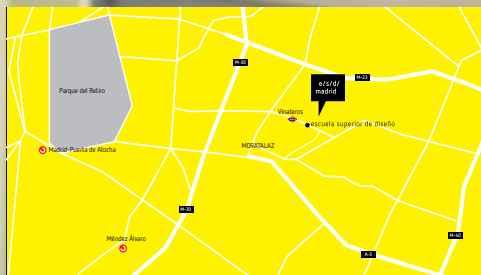 M-30
M-23
e/s/d/
madrid
Parque del Retiro
Vinateros
escuela superior de diseño
MORATALAZ
Madrid-Puerta de Atocha
M-30
Méndez Álvaro
M-40
A-3